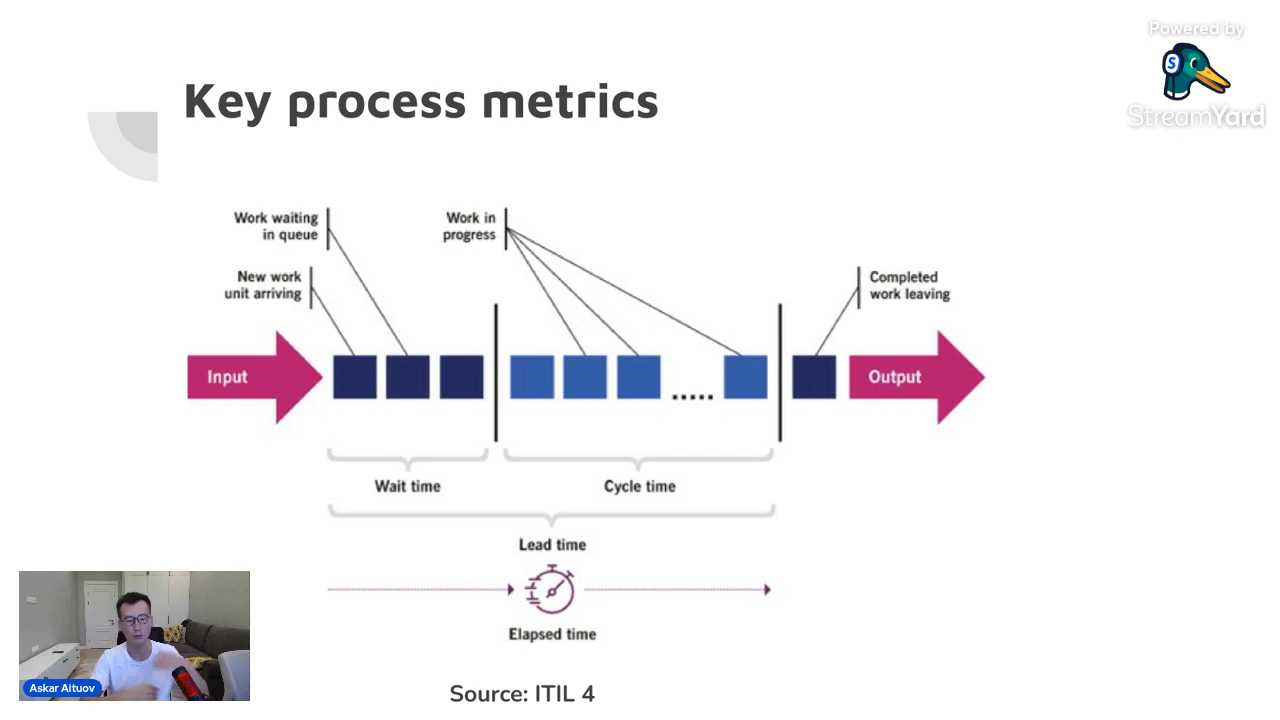 Powered by
StreamYard
Key process metrics
Work waiting
in queue
Work in
progress
New work
unit arriving
Completed
work leaving
Input
.....
Output
Wait time
Cycle time
Lead time
Elapsed time
Askar Aituov
Source: ITIL 4